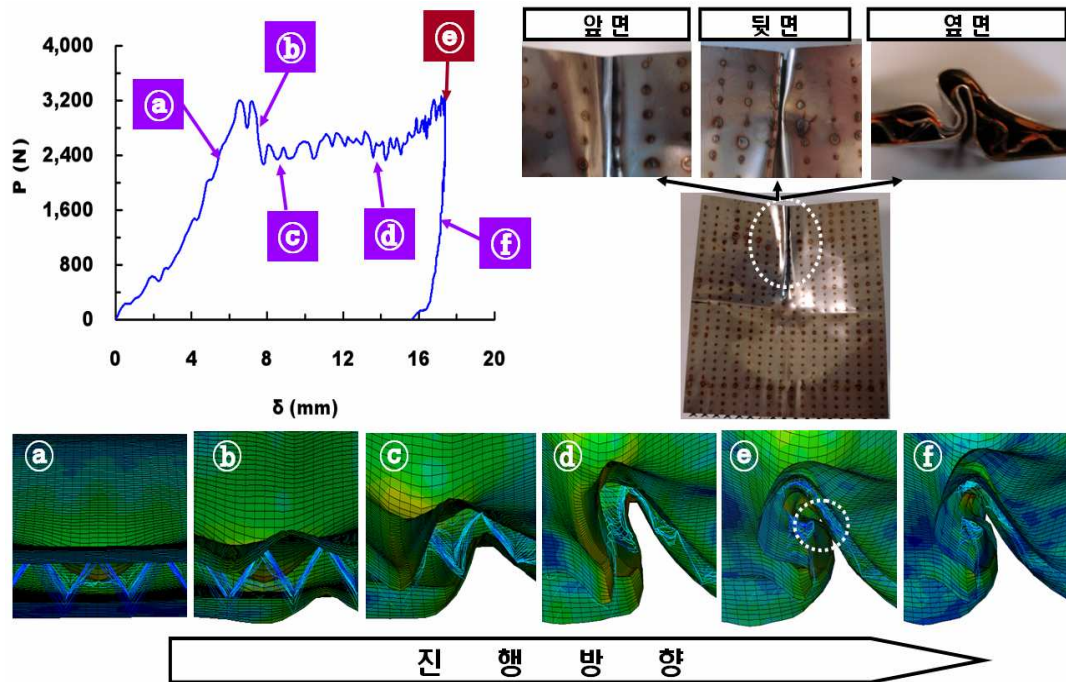 앞 면
뒷 면
옆 면
P (N)
4,000
3,200
2,400
1,600
800
0
ⓐ
ⓑ
ⓒ
ⓓ
ⓔ
ⓕ
0 4 8 12 16 20
δ (mm)
ⓐ ⓑ ⓒ ⓓ ⓔ ⓕ
진 행 방 향